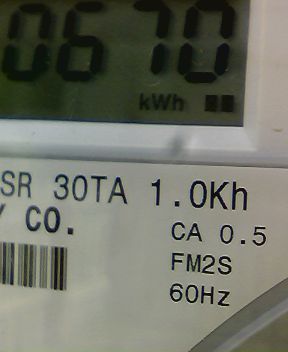 0670
kWh
SR 30TA 1.0Kh
Y CO.
CA 0.5
FM2S
60Hz